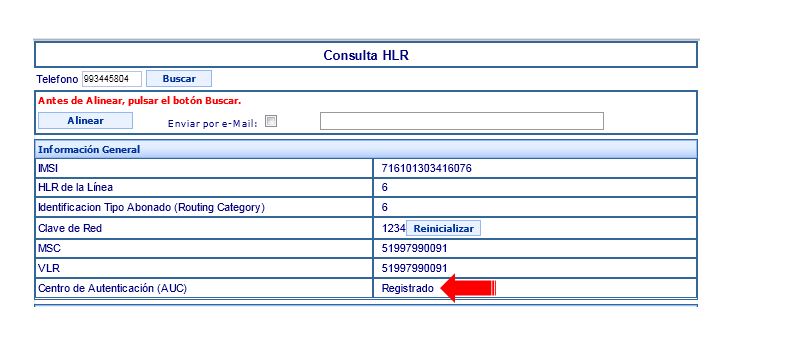 Consulta HLR
Telefono 993445804 Buscar
Antes de Alinear, pulsar el botón Buscar.
Alinear Enviar por e-Mail:
Información General
IMSI 716101303416076
HLR de la Línea 6
Identificacion Tipo Abonado (Routing Category) 6
Clave de Red 1234 Reinicializar
MSC 51997990091
VLR 51997990091
Centro de Autenticación (AUC) Registrado